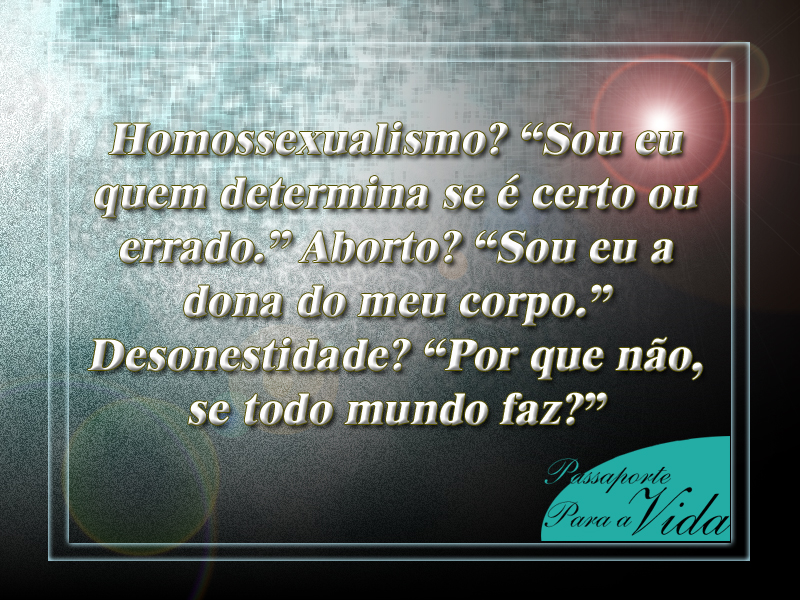 Homossexualismo? “Sou eu
quem determina se é certo ou
errado.” Aborto? “Sou eu a
dona do meu corpo.”
Desonestidade? “Por que não,
se todo mundo faz?”
Passaporte
Para a Vida